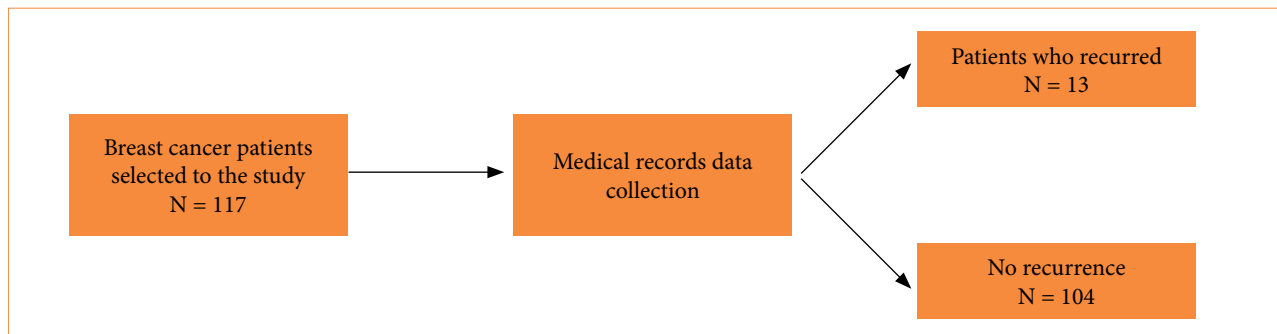 Breast cancer patients
selected to the study
N = 117
Medical records data
collection
Patients who recurred
N = 13
No recurrence
N = 104